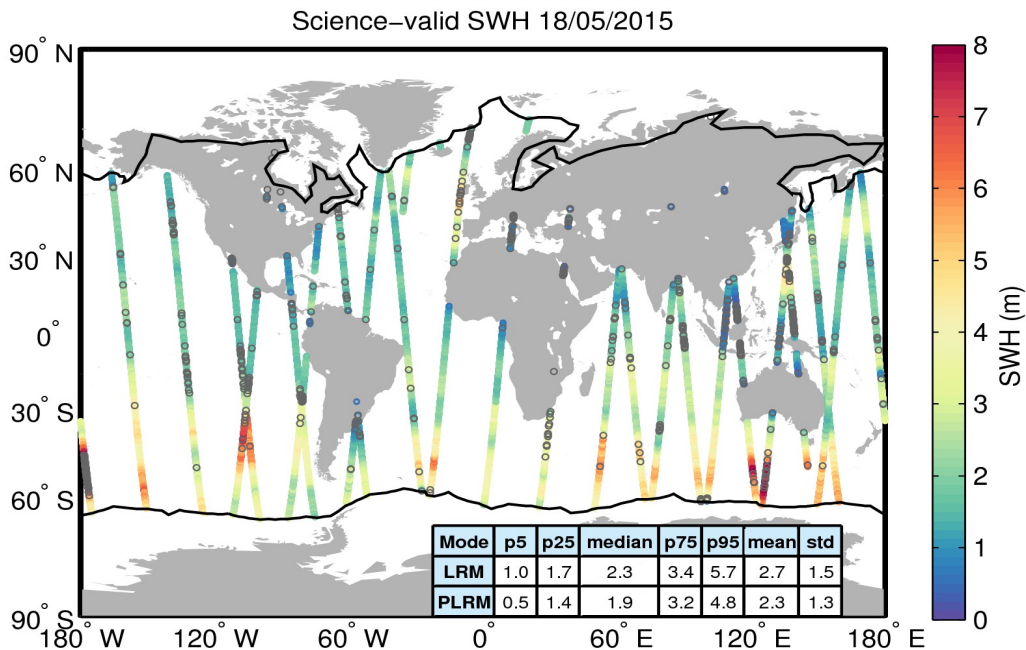 Science−valid SWH 18/05/2015
90° N
60° N
30° N
0°
30° S
60° S
90° S
180° W
120° W
60° W
0°
60° E
120° E
180° E
Mode p5 p25 median p75 p95 mean std
LRM 1.0 1.7 2.3 3.4 5.7 2.7 1.5
PLRM 0.5 1.4 1.9 3.2 4.8 2.3 1.3
8
7
6
5
4
3
2
1
0
SWH (m)